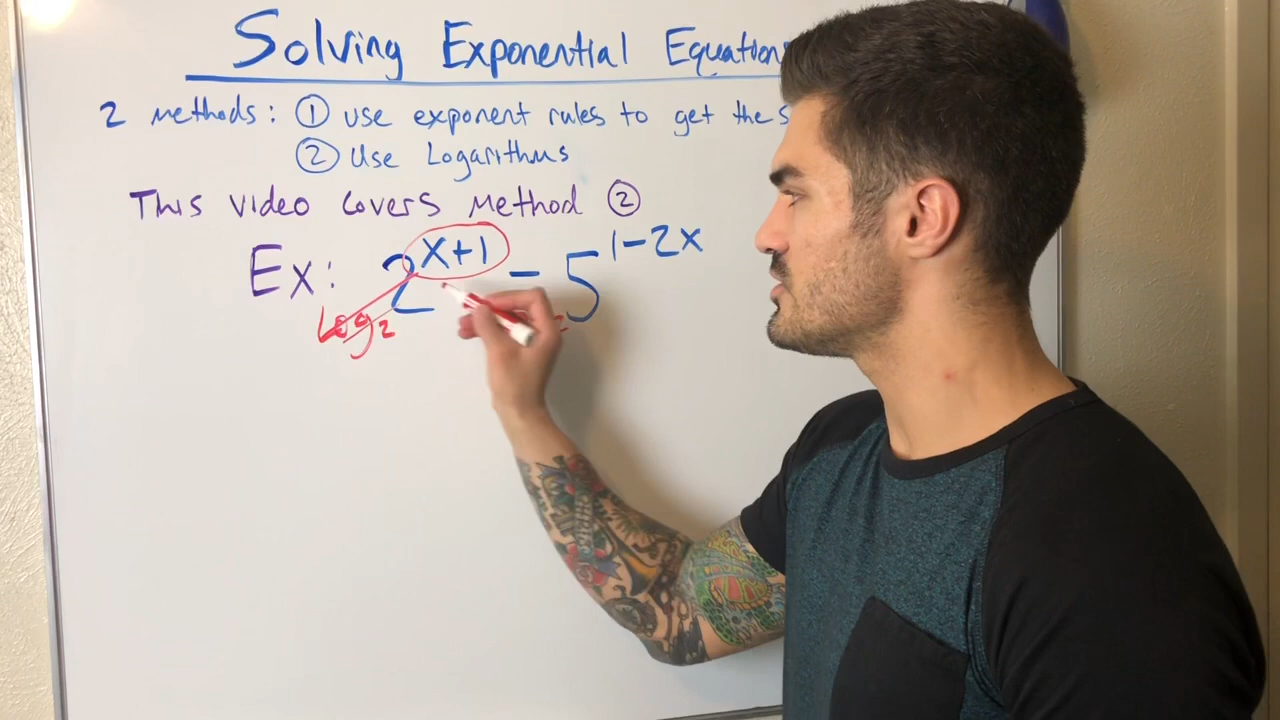 Solving Exponential Equations
2 methods: ① use exponent rules to get the
② Use Logarithms
This video covers Method ②
Ex: 2^{x+1} = 5^{1-2x}
Log₂